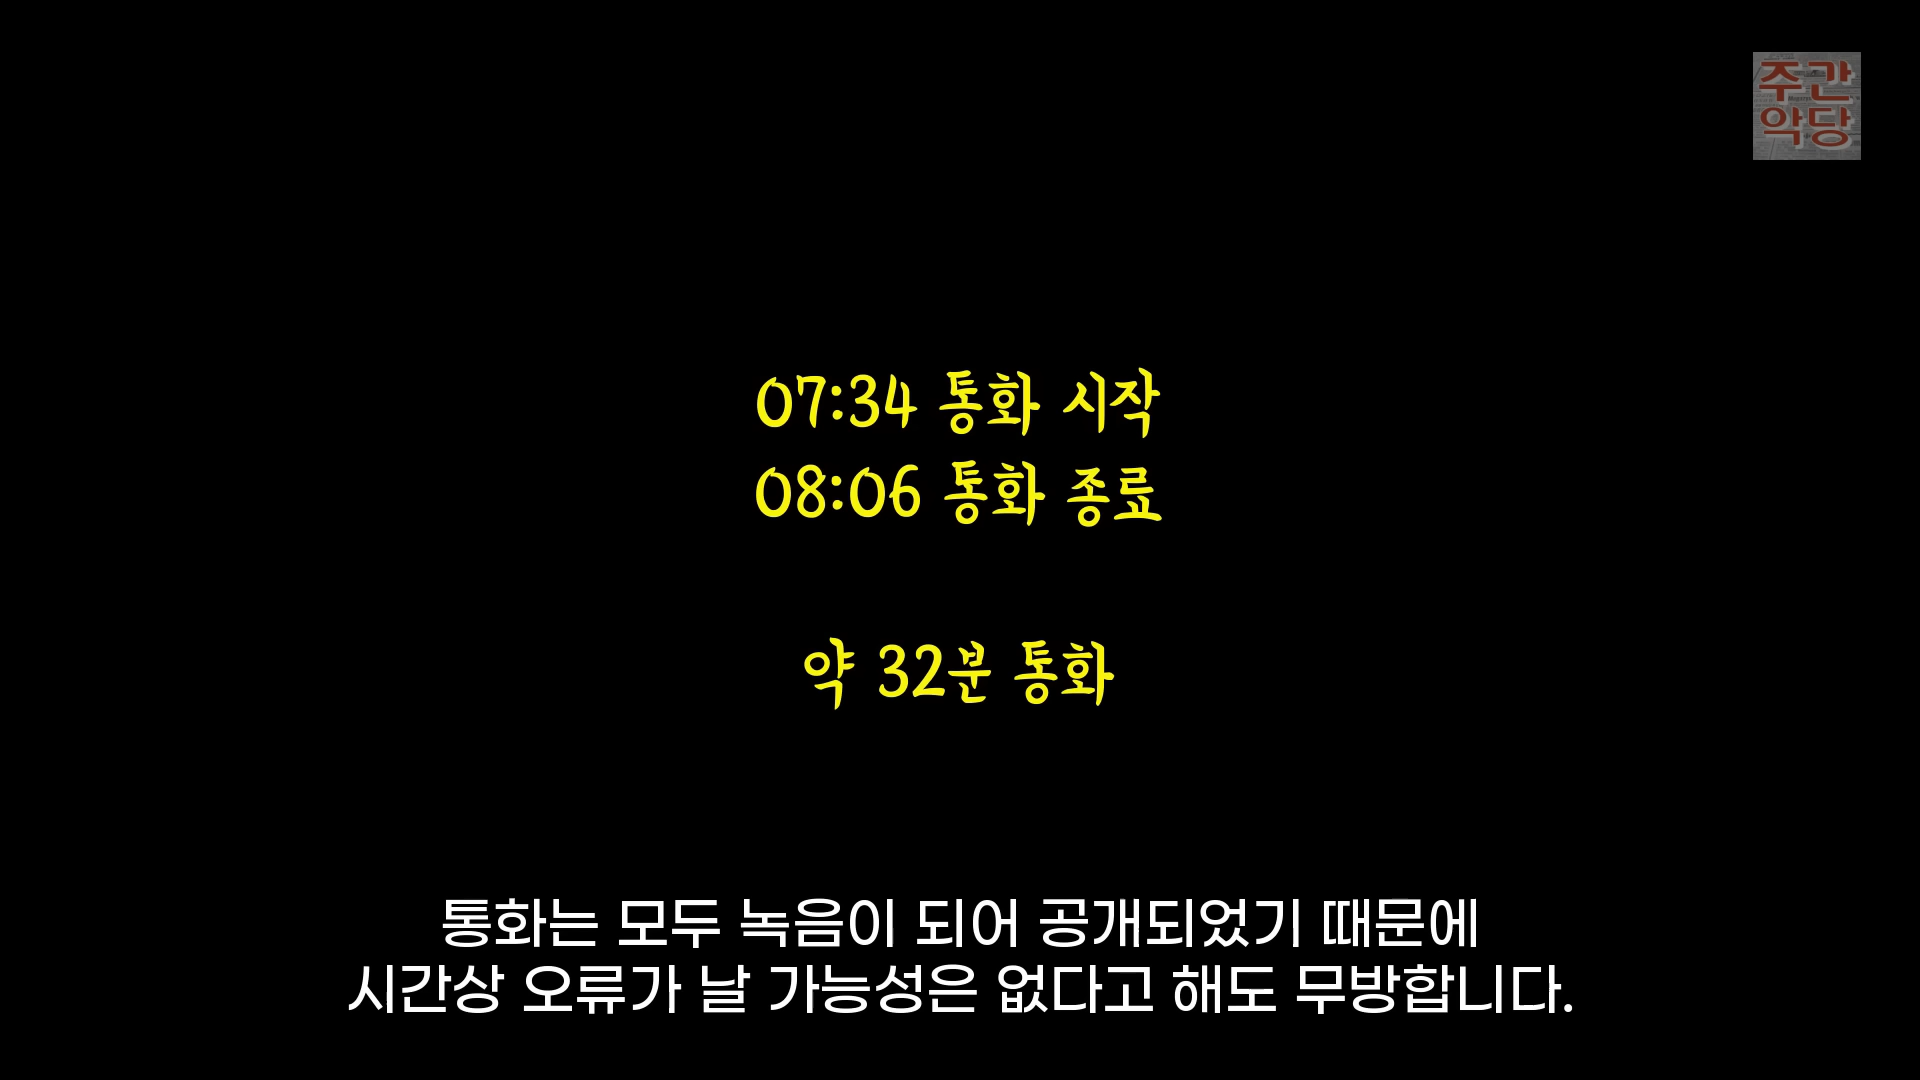 주간
악당
07:34 통화 시작
08:06 통화 종료
약 32분 통화
통화는 모두 녹음이 되어 공개되었기 때문에
시간상 오류가 날 가능성은 없다고 해도 무방합니다.